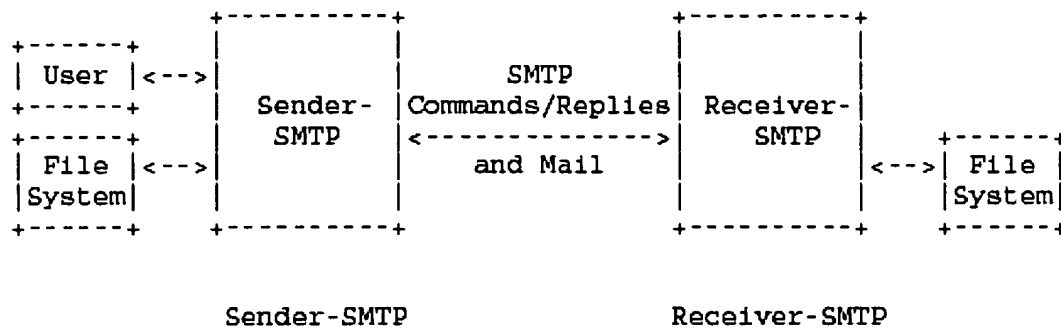 User
File
System
Sender-
SMTP
SMTP
Commands/Replies
and Mail
Receiver-
SMTP
File
System
Sender-SMTP
Receiver-SMTP